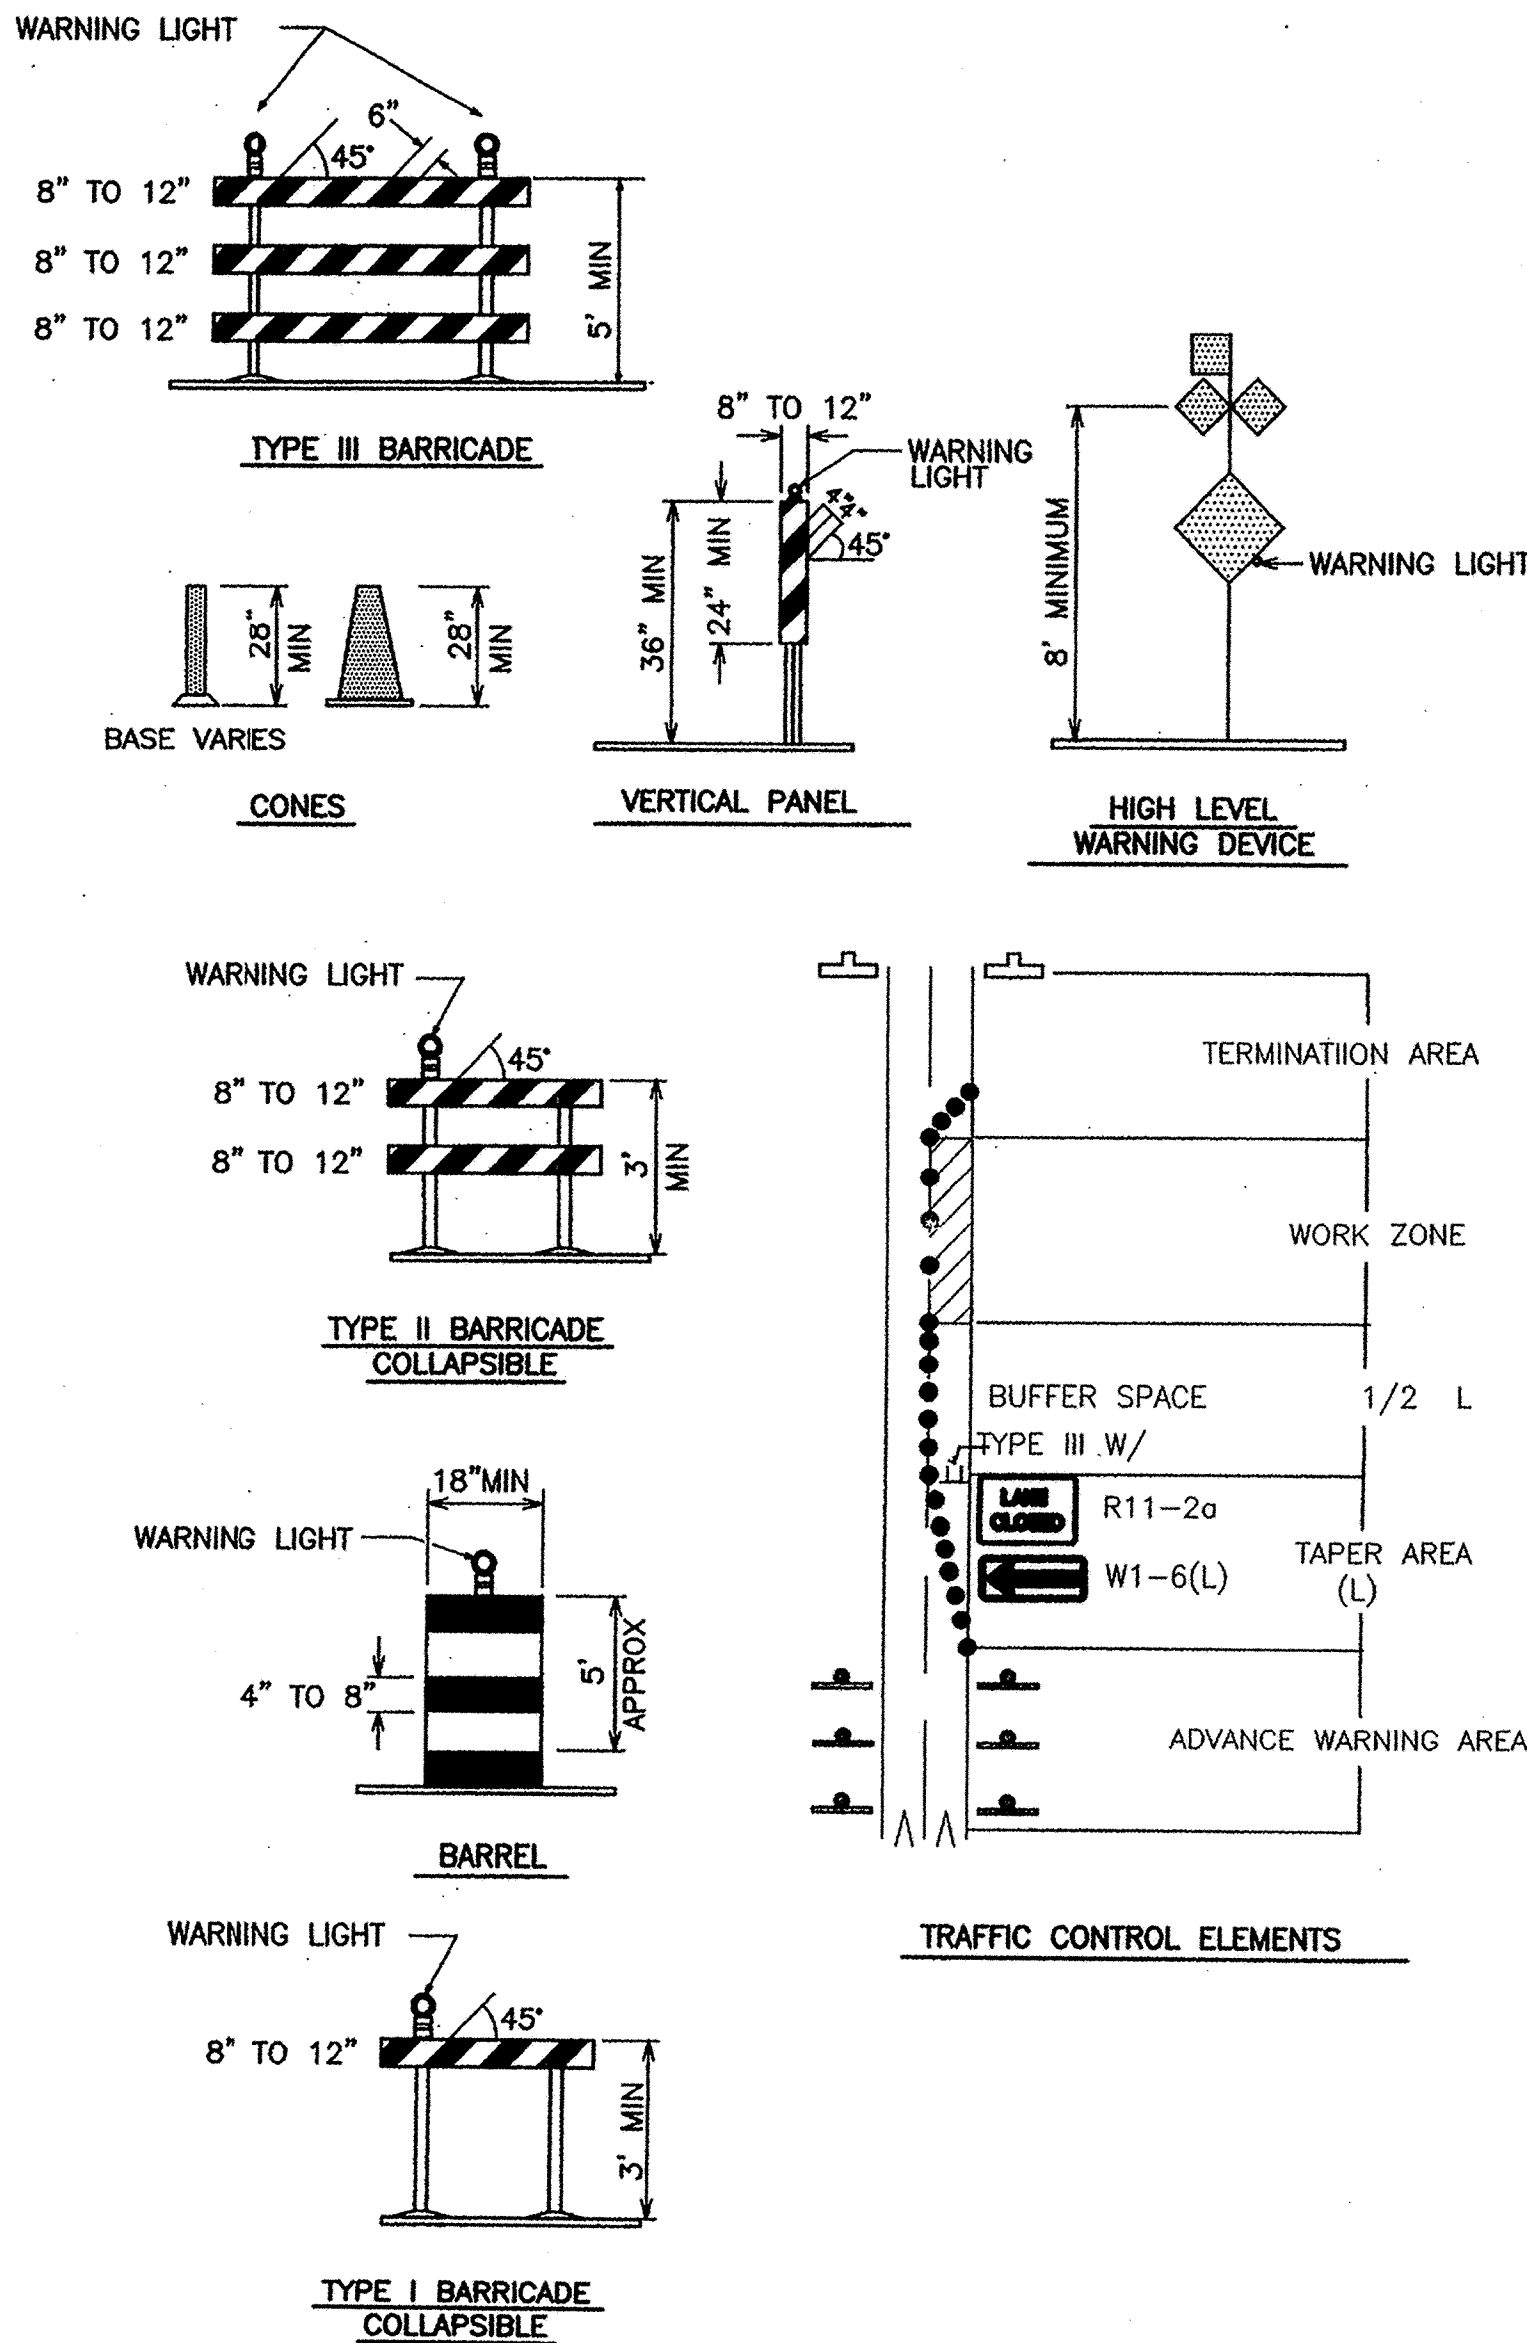 WARNING LIGHT
6"
45°
8" TO 12"
8" TO 12"
8" TO 12"
5' MIN
TYPE III BARRICADE
28" MIN
28" MIN
BASE VARIES
CONES
8" TO 12"
WARNING
LIGHT
4"
4"
45°
36" MIN
24" MIN
VERTICAL PANEL
8' MINIMUM
WARNING LIGHT
HIGH LEVEL
WARNING DEVICE
WARNING LIGHT
45°
8" TO 12"
8" TO 12"
3' MIN
TYPE II BARRICADE
COLLAPSIBLE
18"MIN
WARNING LIGHT
4" TO 8"
5' APPROX
BARREL
WARNING LIGHT
45°
8" TO 12"
3' MIN
TYPE I BARRICADE
COLLAPSIBLE
TERMINATIION AREA
WORK ZONE
BUFFER SPACE 1/2 L
TYPE III W/
LANE
CLOSED
R11-2a
W1-6(L)
TAPER AREA
(L)
ADVANCE WARNING AREA
TRAFFIC CONTROL ELEMENTS